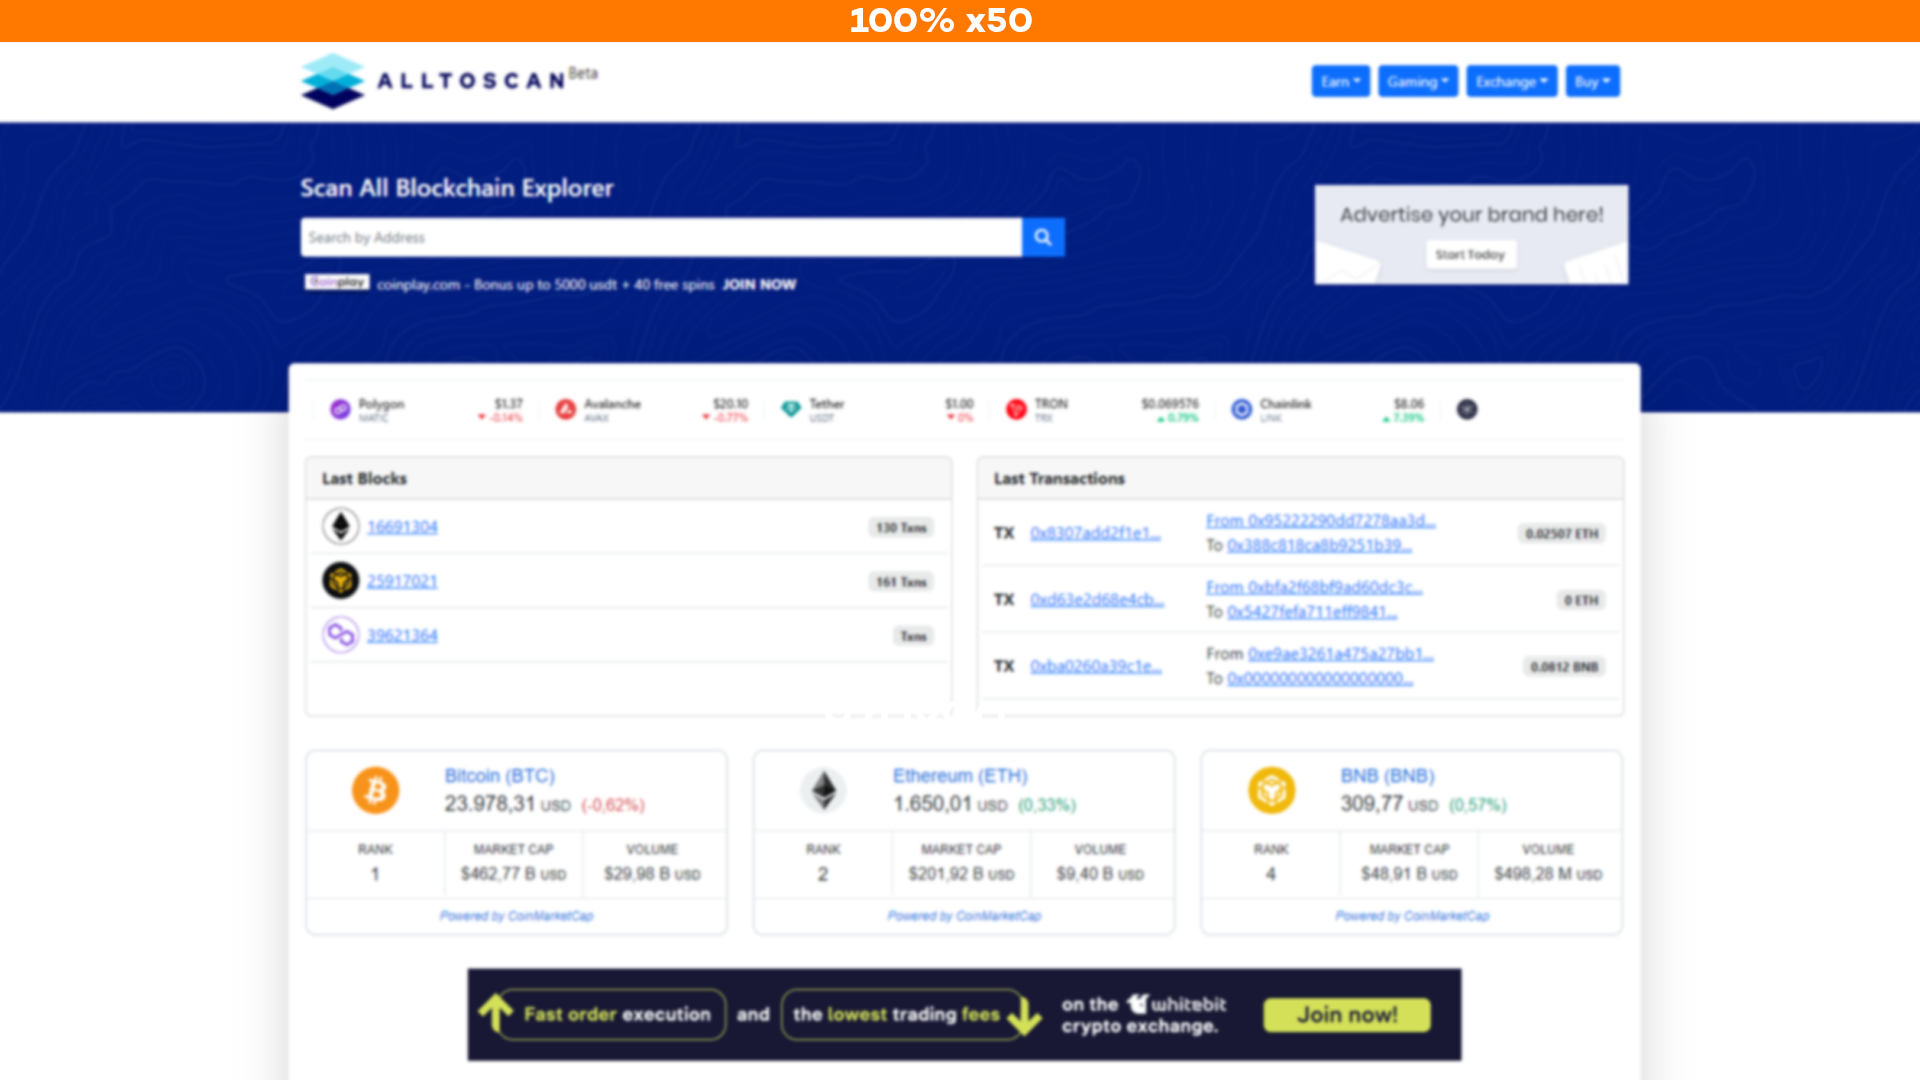 100% x50
ALLTOSCAN Beta
Earn
Gaming
Exchange
Buy
Scan All Blockchain Explorer
Search by Address
Advertise your brand here!
Start Today
coinplay coinplay.com - Bonus up to 5000 usdt + 40 free spins JOIN NOW
Polygon $1.37
MATIC -0.14%
Avalanche $20.10
AVAX -0.77%
Tether $1.00
USDT 0%
TRON $0.069576
TRX 0.79%
Chainlink $8.06
LINK 7.39%
Last Blocks
16691304 130 Txns
25917021 161 Txns
39621364 Txns
Last Transactions
TX 0x8307add2f1e1... From 0x95222290dd7278aa3d... 0.02507 ETH
To 0x388c818ca8b9251b39...
TX 0xd63e2d68e4cb... From 0xbfa2f68bf9ad60dc3c... 0 ETH
To 0x5427fefa711eff9841...
TX 0xba0260a39c1e... From 0xe9ae3261a475a27bb1... 0.0812 BNB
To 0x000000000000000000...
Bitcoin (BTC)
23.978,31 USD (-0,62%)
RANK MARKET CAP VOLUME
1 $462,77 B USD $29,98 B USD
Powered by CoinMarketCap
Ethereum (ETH)
1.650,01 USD (0,33%)
RANK MARKET CAP VOLUME
2 $201,92 B USD $9,40 B USD
Powered by CoinMarketCap
BNB (BNB)
309,77 USD (0,57%)
RANK MARKET CAP VOLUME
4 $48,91 B USD $498,28 M USD
Powered by CoinMarketCap
Fast order execution and the lowest trading fees on the whitebit
crypto exchange.
Join now!